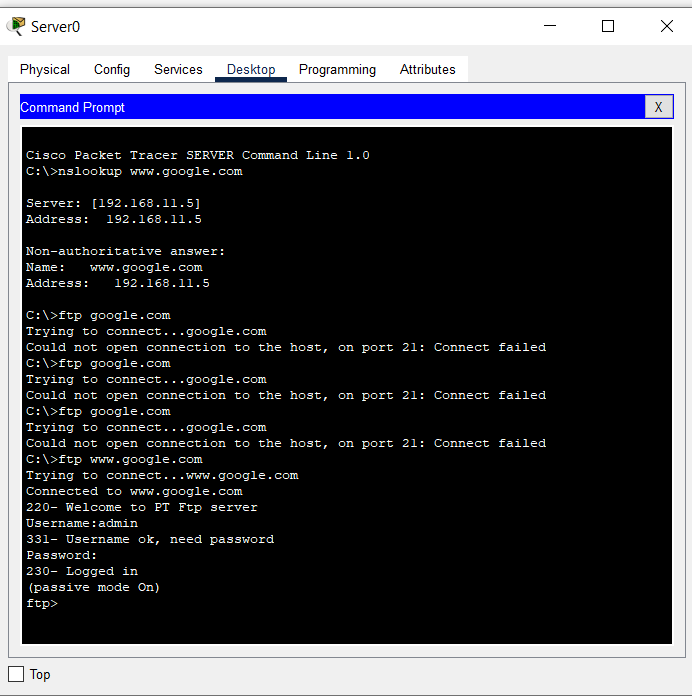 Server0
Physical Config Services Desktop Programming Attributes
Command Prompt X
Cisco Packet Tracer SERVER Command Line 1.0
C:\>nslookup www.google.com
Server: [192.168.11.5]
Address:  192.168.11.5
Non-authoritative answer:
Name:   www.google.com
Address:   192.168.11.5
C:\>ftp google.com
Trying to connect...google.com
Could not open connection to the host, on port 21: Connect failed
C:\>ftp google.com
Trying to connect...google.com
Could not open connection to the host, on port 21: Connect failed
C:\>ftp google.com
Trying to connect...google.com
Could not open connection to the host, on port 21: Connect failed
C:\>ftp www.google.com
Trying to connect...www.google.com
Connected to www.google.com
220- Welcome to PT Ftp server
Username:admin
331- Username ok, need password
Password:
230- Logged in
(passive mode On)
ftp>
Top